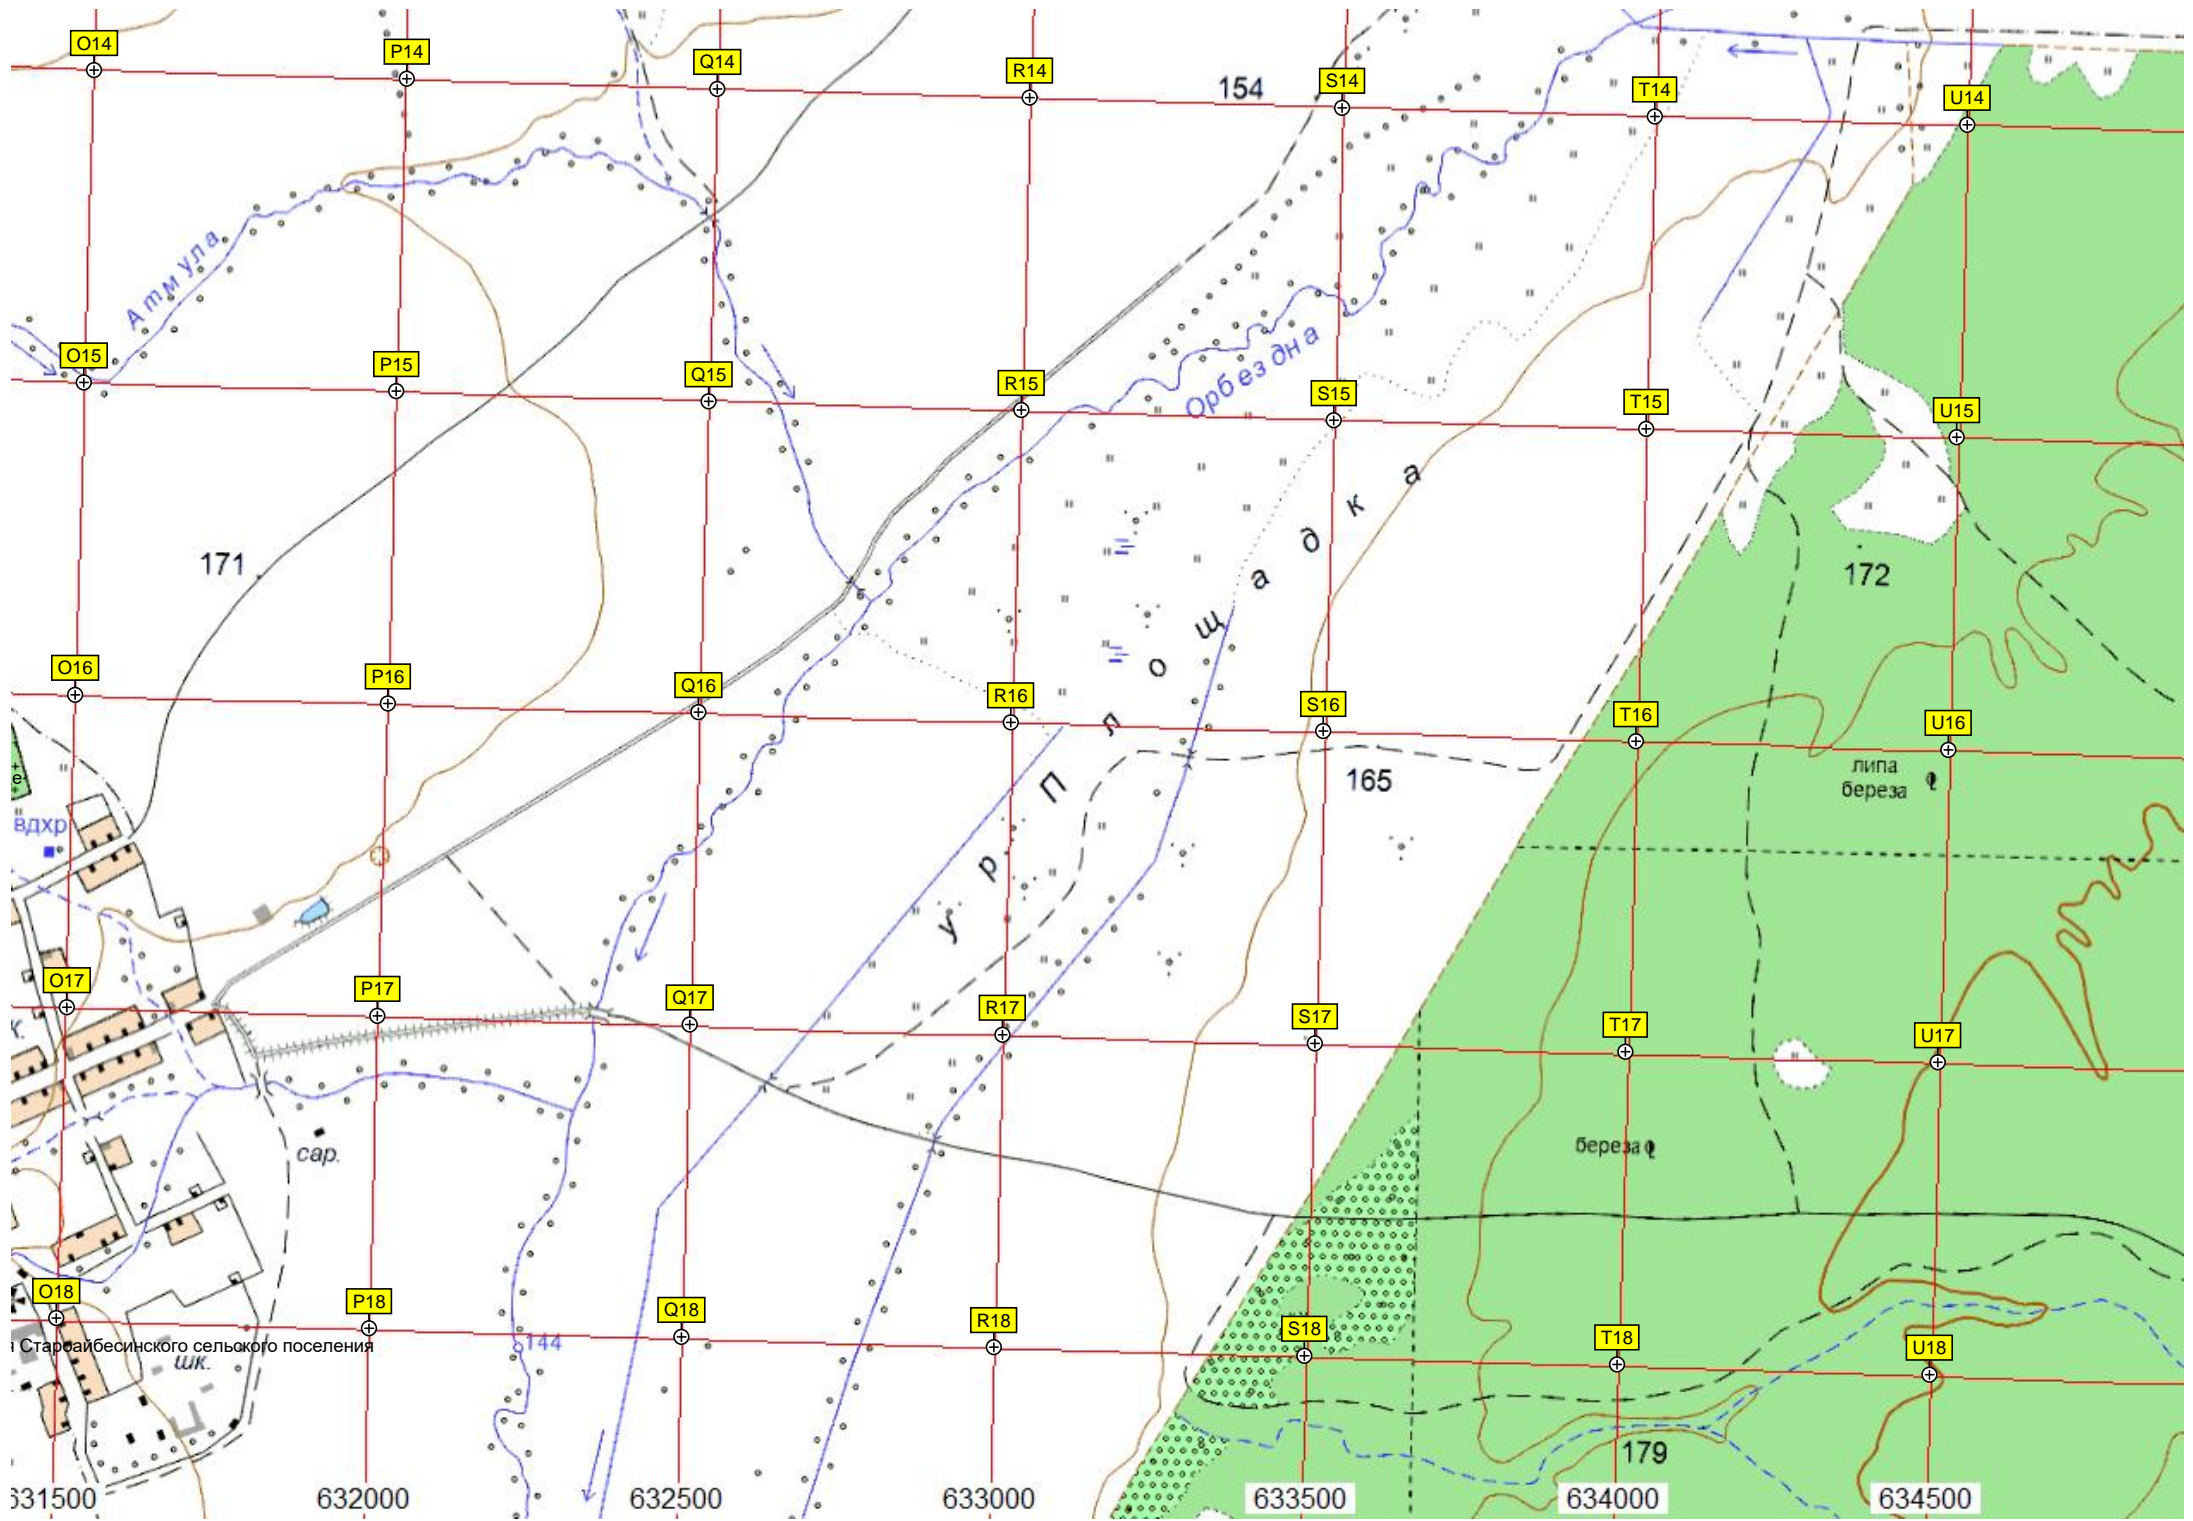 O14 P14 Q14 R14 154 S14 T14 U14
Атмула
O15 P15 Q15 R15 Орбездна S15 T15 U15
171
172
ур. Площадка
O16 P16 Q16 R16 S16 T16 U16
165
липа
береза
е
вдхр
O17 P17 Q17 R17 S17 T17 U17
К.
сар.
береза
O18 P18 Q18 R18 S18 T18 U18
144
Старбайбесинского сельского поселения
шк.
179
631500 632000 632500 633000 633500 634000 634500